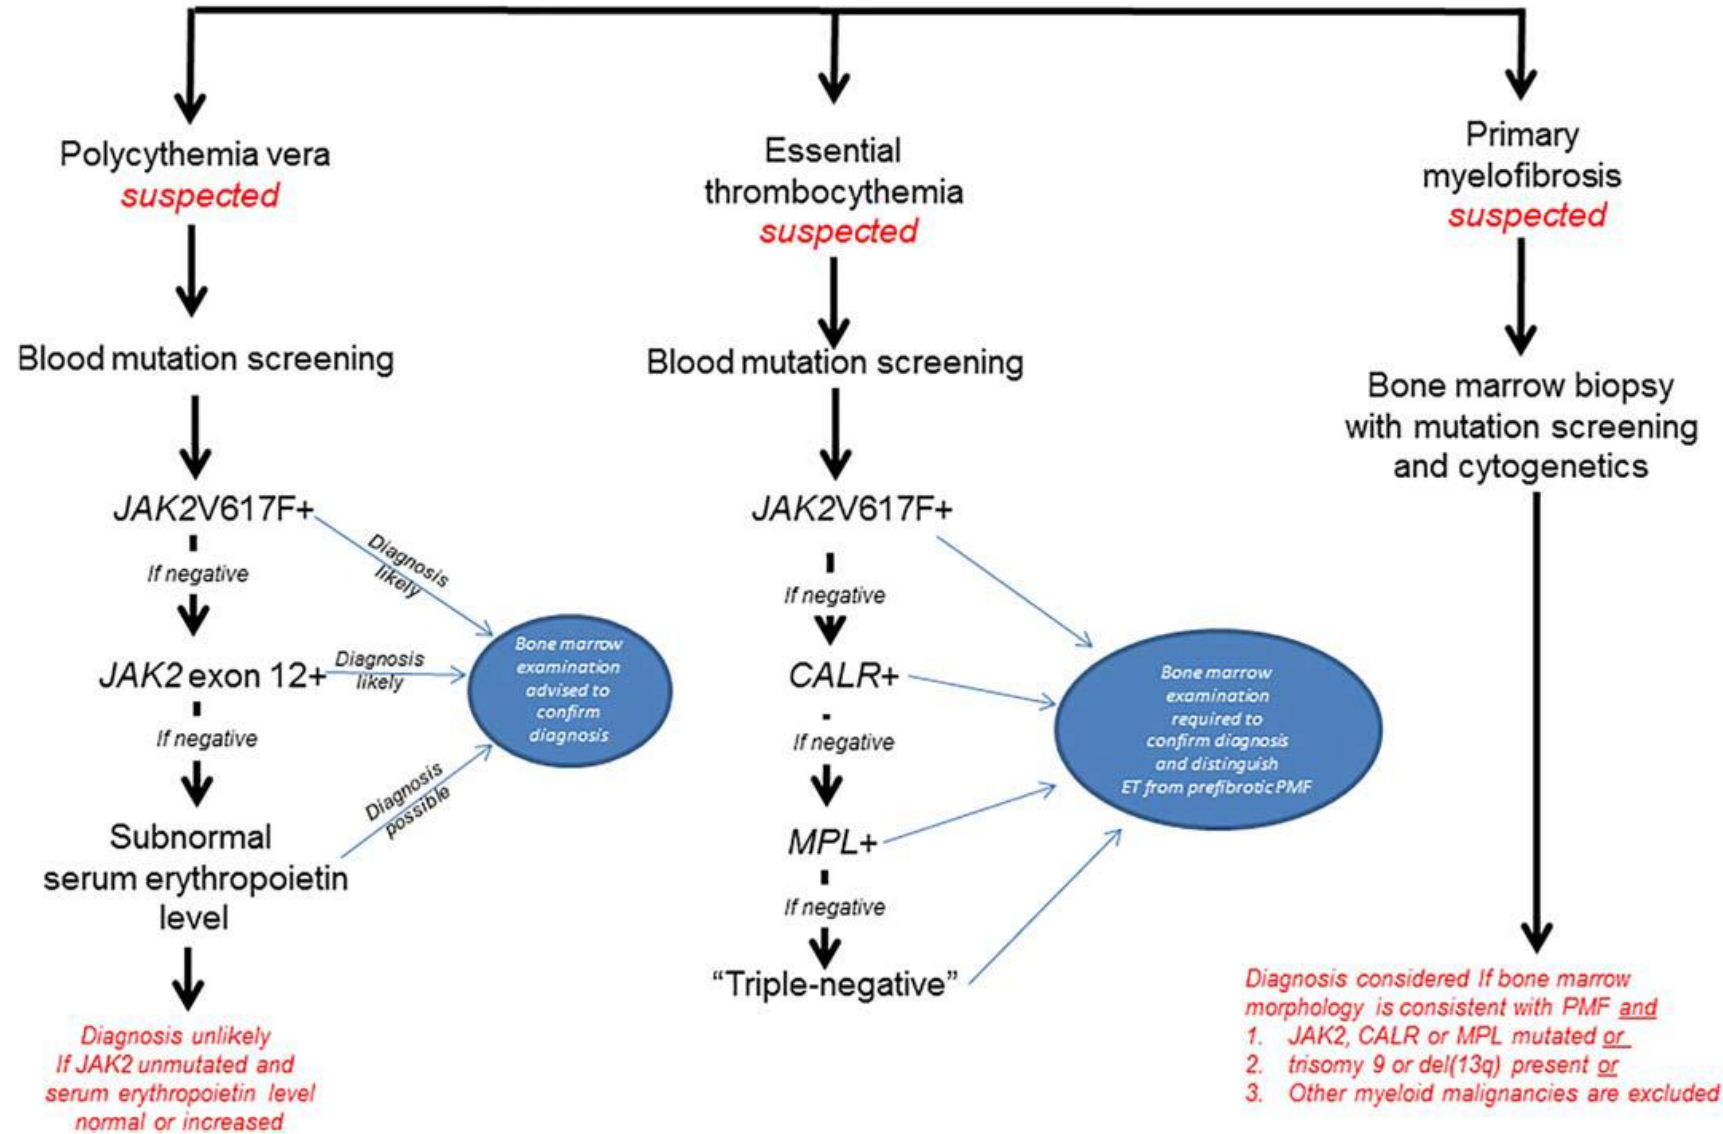 Polycythemia vera
suspected
Blood mutation screening
JAK2V617F+
If negative
JAK2 exon 12+
If negative
Subnormal
serum erythropoietin
level
Diagnosis unlikely
If JAK2 unmutated and
serum erythropoietin level
normal or increased
Diagnosis
likely
Diagnosis
likely
Diagnosis
possible
Bone marrow
examination
advised to
confirm
diagnosis
Essential
thrombocythemia
suspected
Blood mutation screening
JAK2V617F+
If negative
CALR+
If negative
MPL+
If negative
“Triple-negative”
Bone marrow
examination
required to
confirm diagnosis
and distinguish
ET from prefibrotic PMF
Primary
myelofibrosis
suspected
Bone marrow biopsy
with mutation screening
and cytogenetics
Diagnosis considered If bone marrow
morphology is consistent with PMF and
1. JAK2, CALR or MPL mutated or
2. trisomy 9 or del(13q) present or
3. Other myeloid malignancies are excluded